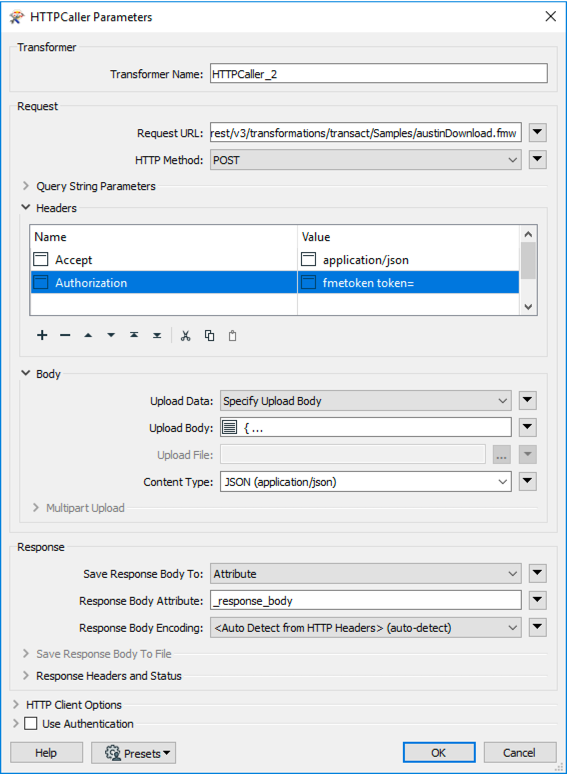 HTTPCaller Parameters
Transformer
Transformer Name: HTTPCaller_2
Request
Request URL: rest/v3/transformations/transact/Samples/austinDownload.fmw
HTTP Method: POST
Query String Parameters
Headers
Name Value
Accept application/json
Authorization fmetoken token=
Body
Upload Data: Specify Upload Body
Upload Body: { ...
Upload File: ...
Content Type: JSON (application/json)
Multipart Upload
Response
Save Response Body To: Attribute
Response Body Attribute: _response_body
Response Body Encoding: <Auto Detect from HTTP Headers> (auto-detect)
Save Response Body To File
Response Headers and Status
HTTP Client Options
Use Authentication
Help Presets OK Cancel